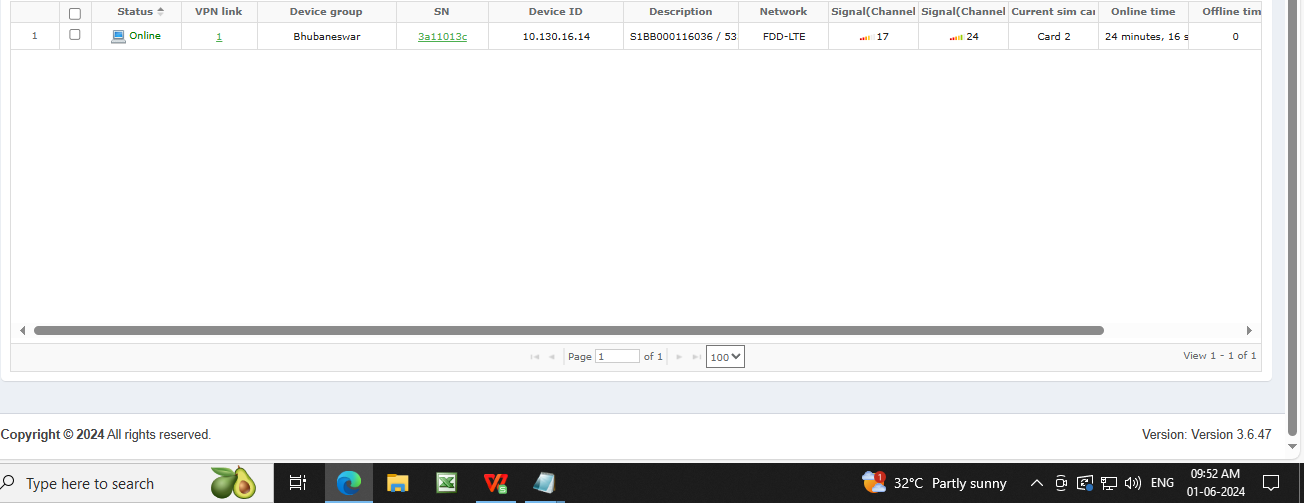 Status VPN link Device group SN Device ID Description Network Signal(Channel Signal(Channel Current sim car Online time Offline tim
1 Online 1 Bhubaneswar 3a11013c 10.130.16.14 S1BB000116036 / 53 FDD-LTE 17 24 Card 2 24 minutes, 16 s 0
Page 1 of 1 100 View 1 - 1 of 1
Copyright © 2024 All rights reserved. Version: Version 3.6.47
Type here to search 1 32°C Partly sunny ENG 09:52 AM
01-06-2024